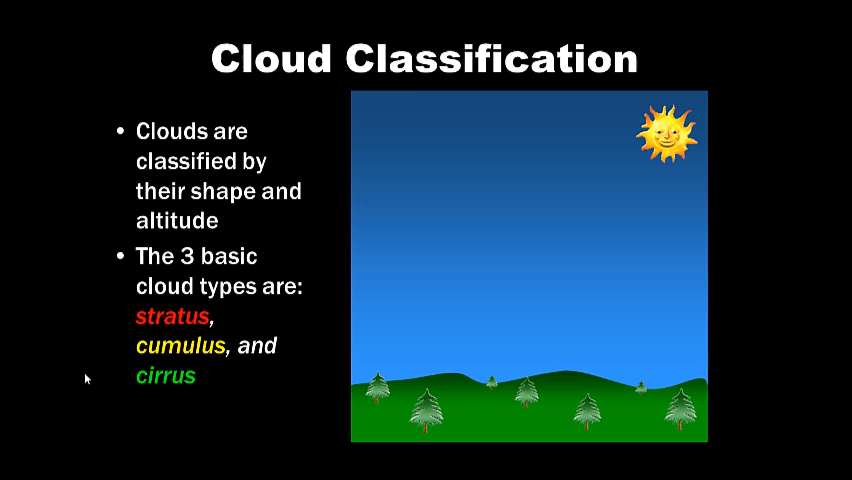 Cloud Classification
• Clouds are
classified by
their shape and
altitude
• The 3 basic
cloud types are:
stratus,
cumulus, and
cirrus